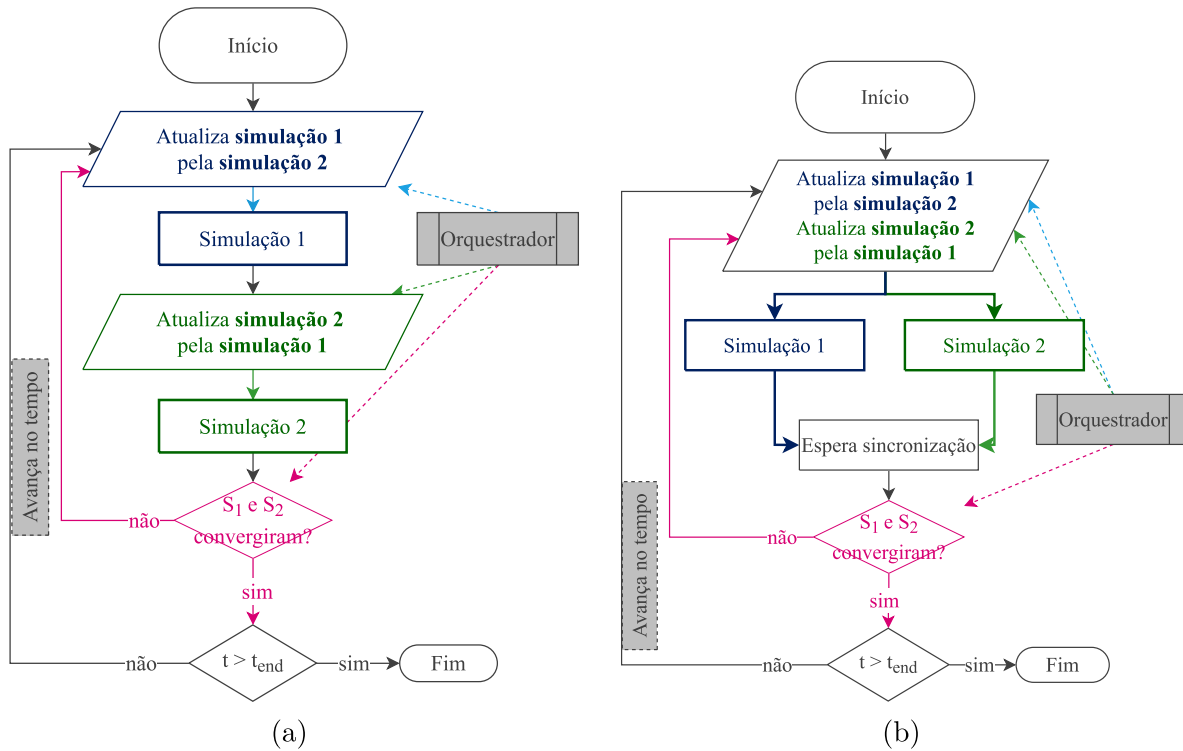 Início
Atualiza simulação 1
pela simulação 2
Simulação 1
Orquestrador
Atualiza simulação 2
pela simulação 1
Simulação 2
Avança no tempo
S1 e S2
convergiram?
não
sim
t > tend
não
sim
Fim
(a)
Início
Atualiza simulação 1
pela simulação 2
Atualiza simulação 2
pela simulação 1
Simulação 1
Simulação 2
Orquestrador
Espera sincronização
Avança no tempo
S1 e S2
convergiram?
não
sim
t > tend
não
sim
Fim
(b)